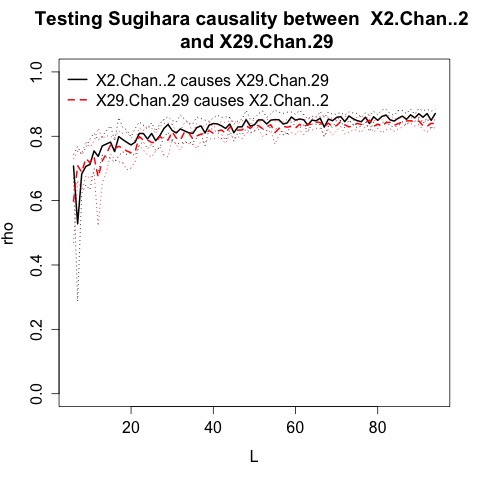 Testing Sugihara causality between  X2.Chan..2
and X29.Chan.29
X2.Chan..2 causes X29.Chan.29
X29.Chan.29 causes X2.Chan..2
rho
1.0
0.8
0.6
0.4
0.2
0.0
20 40 60 80
L